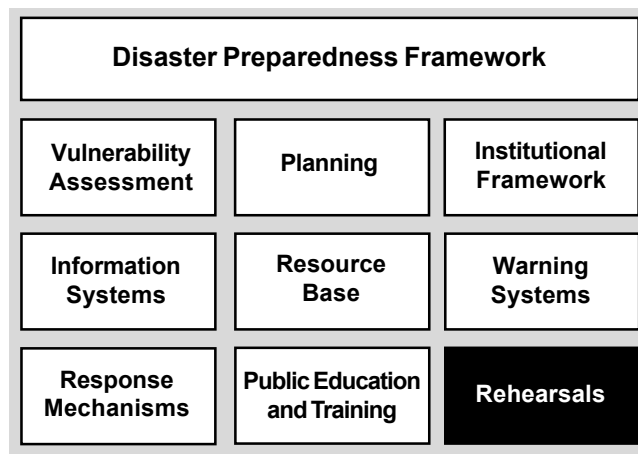 Disaster Preparedness Framework
Vulnerability
Assessment
Planning
Institutional
Framework
Information
Systems
Resource
Base
Warning
Systems
Response
Mechanisms
Public Education
and Training
Rehearsals